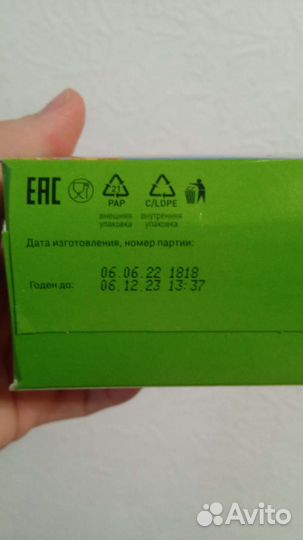 EAC
21
PAP
C/LDPE
внешняя
упаковка
внутренняя
упаковка
Дата изготовления, номер партии:
06.06.22 1818
Годен до: 06.12.23 13:37
Avito